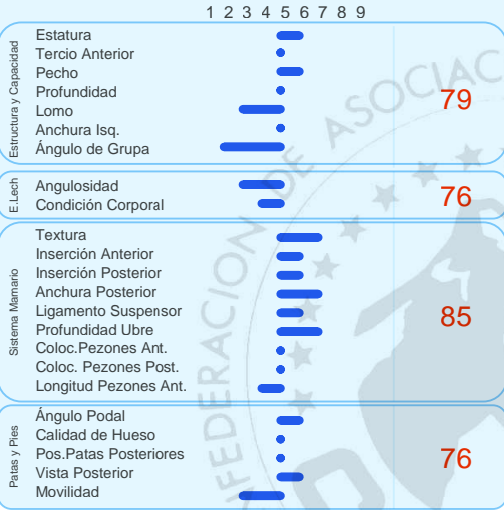 1 2 3 4 5 6 7 8 9
Estructura y Capacidad
Estatura
Tercio Anterior
Pecho
Profundidad
Lomo
Anchura Isq.
Ángulo de Grupa
79
E.Lech
Angulosidad
Condición Corporal
76
Sistema Mamario
Textura
Inserción Anterior
Inserción Posterior
Anchura Posterior
Ligamento Suspensor
Profundidad Ubre
Coloc.Pezones Ant.
Coloc. Pezones Post.
Longitud Pezones Ant.
85
Patas y Pies
Ángulo Podal
Calidad de Hueso
Pos.Patas Posteriores
Vista Posterior
Movilidad
76
DE ASOCIAC